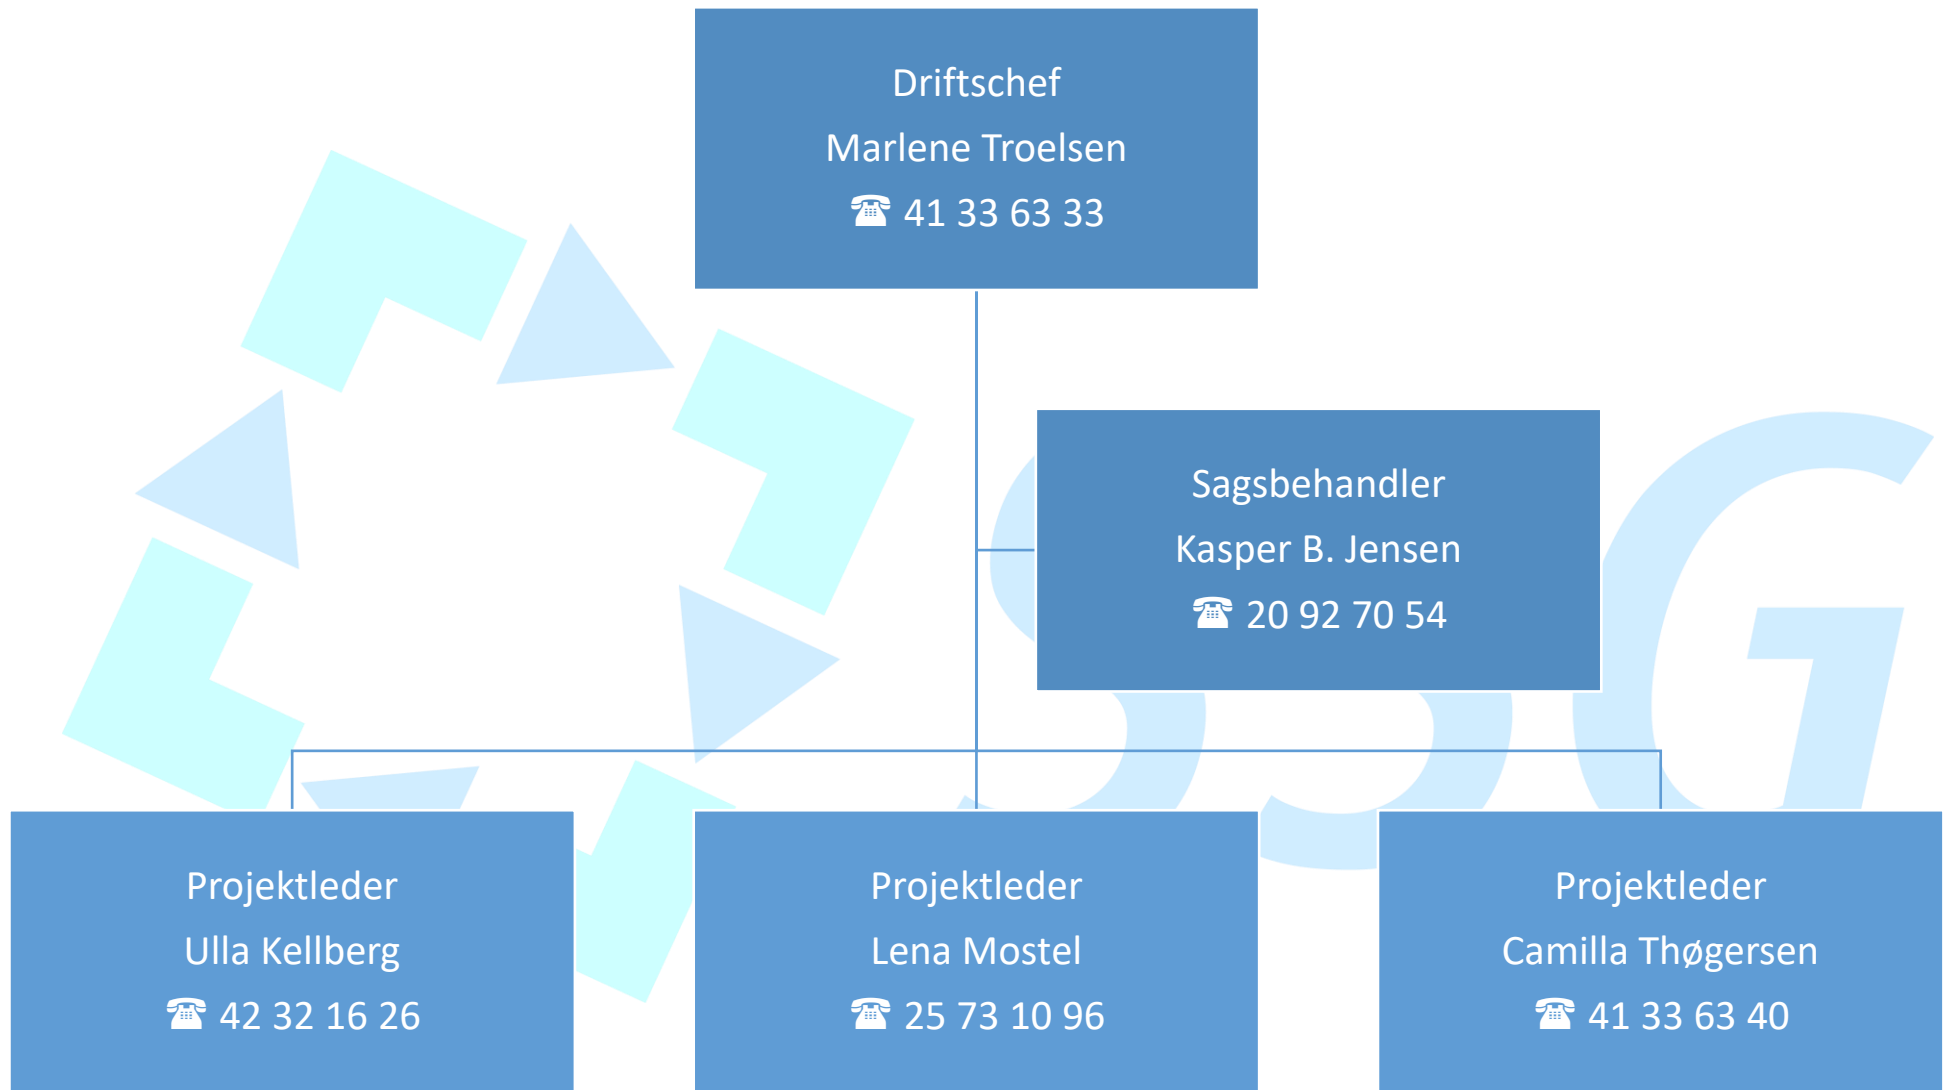 Driftschef
Marlene Troelsen
☎ 41 33 63 33
Sagsbehandler
Kasper B. Jensen
☎ 20 92 70 54
Projektleder
Ulla Kellberg
☎ 42 32 16 26
Projektleder
Lena Mostel
☎ 25 73 10 96
Projektleder
Camilla Thøgersen
☎ 41 33 63 40